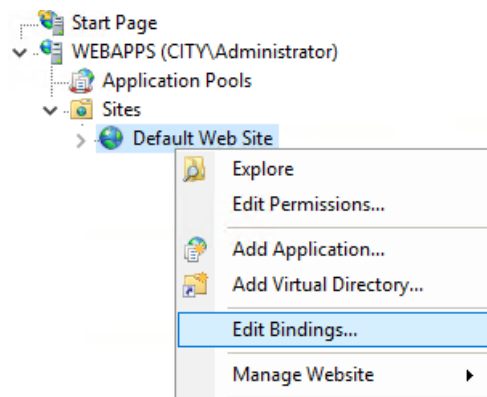 Start Page
WEBAPPS (CITY\Administrator)
Application Pools
Sites
Default Web Site
Explore
Edit Permissions...
Add Application...
Add Virtual Directory...
Edit Bindings...
Manage Website